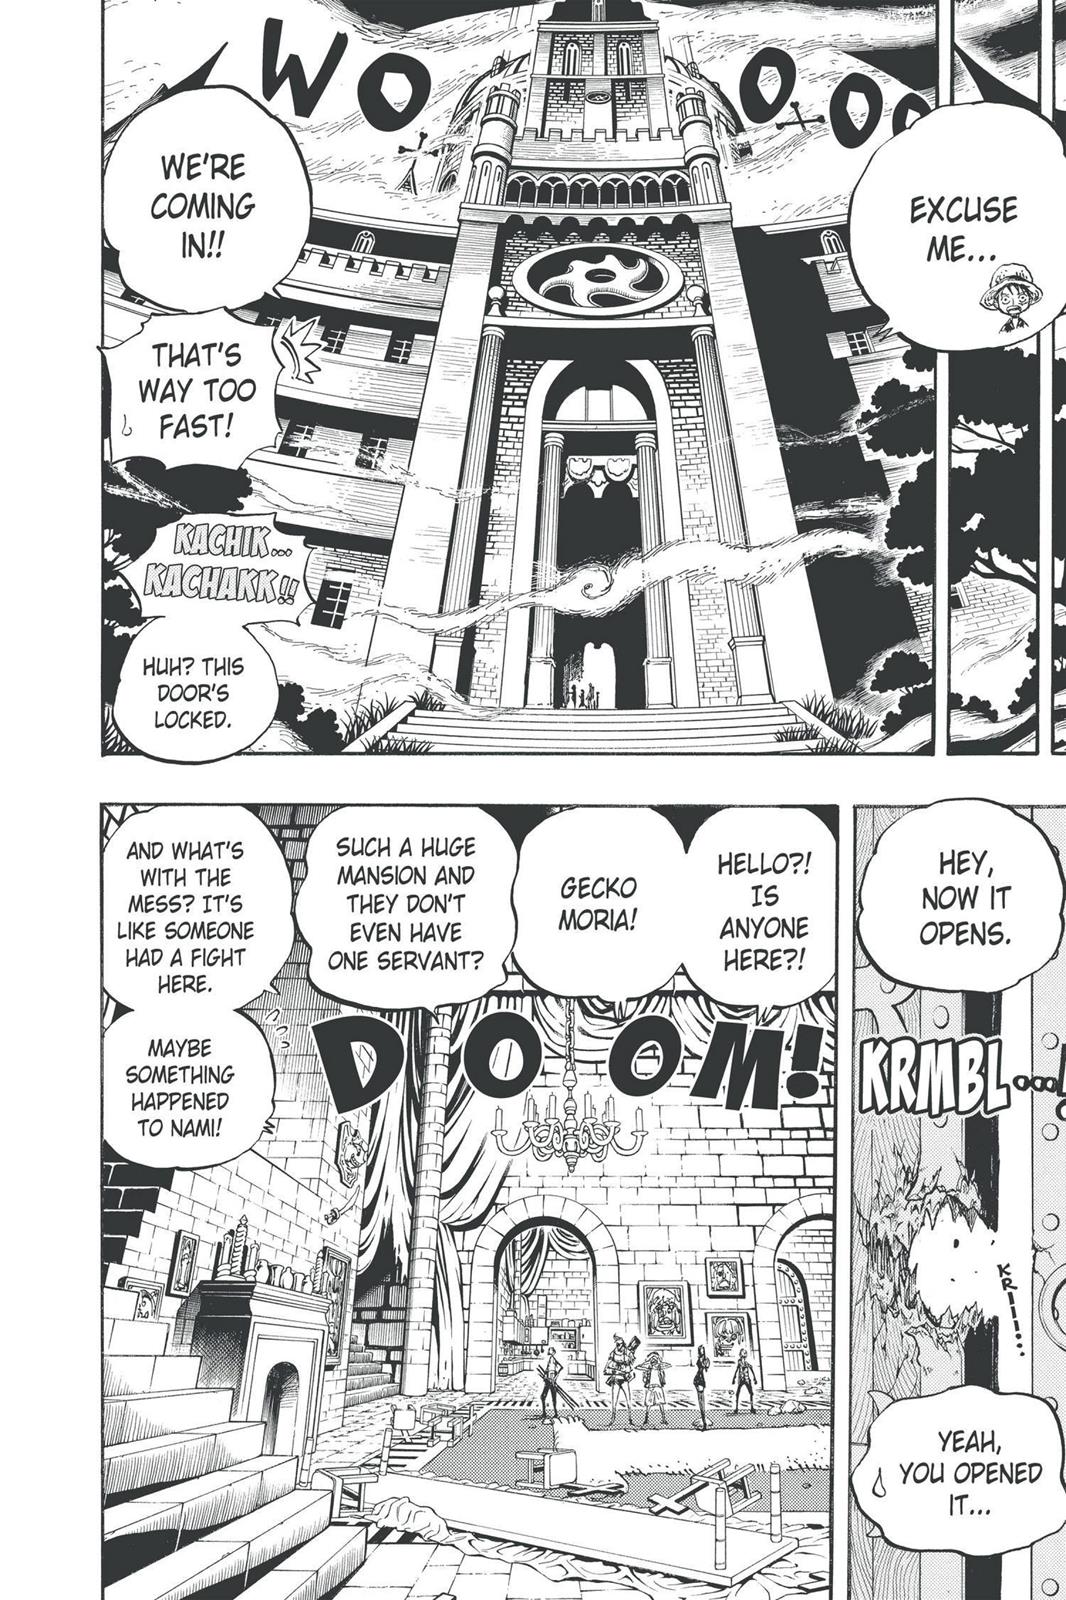 EXCUSE
ME...
WO OOO
WE'RE
COMING
IN!!
THAT'S
WAY TOO
FAST!
KACHIK...
KACHAKK!!
HUH? THIS
DOOR'S
LOCKED.
HEY,
NOW IT
OPENS.
KRMBL...!
KRII...
YEAH,
YOU OPENED
IT...
HELLO?!
IS
ANYONE
HERE?!
GECKO
MORIA!
SUCH A HUGE
MANSION AND
THEY DON'T
EVEN HAVE
ONE SERVANT?
AND WHAT'S
WITH THE
MESS? IT'S
LIKE SOMEONE
HAD A FIGHT
HERE.
MAYBE
SOMETHING
HAPPENED
TO NAMI!
DOOM!